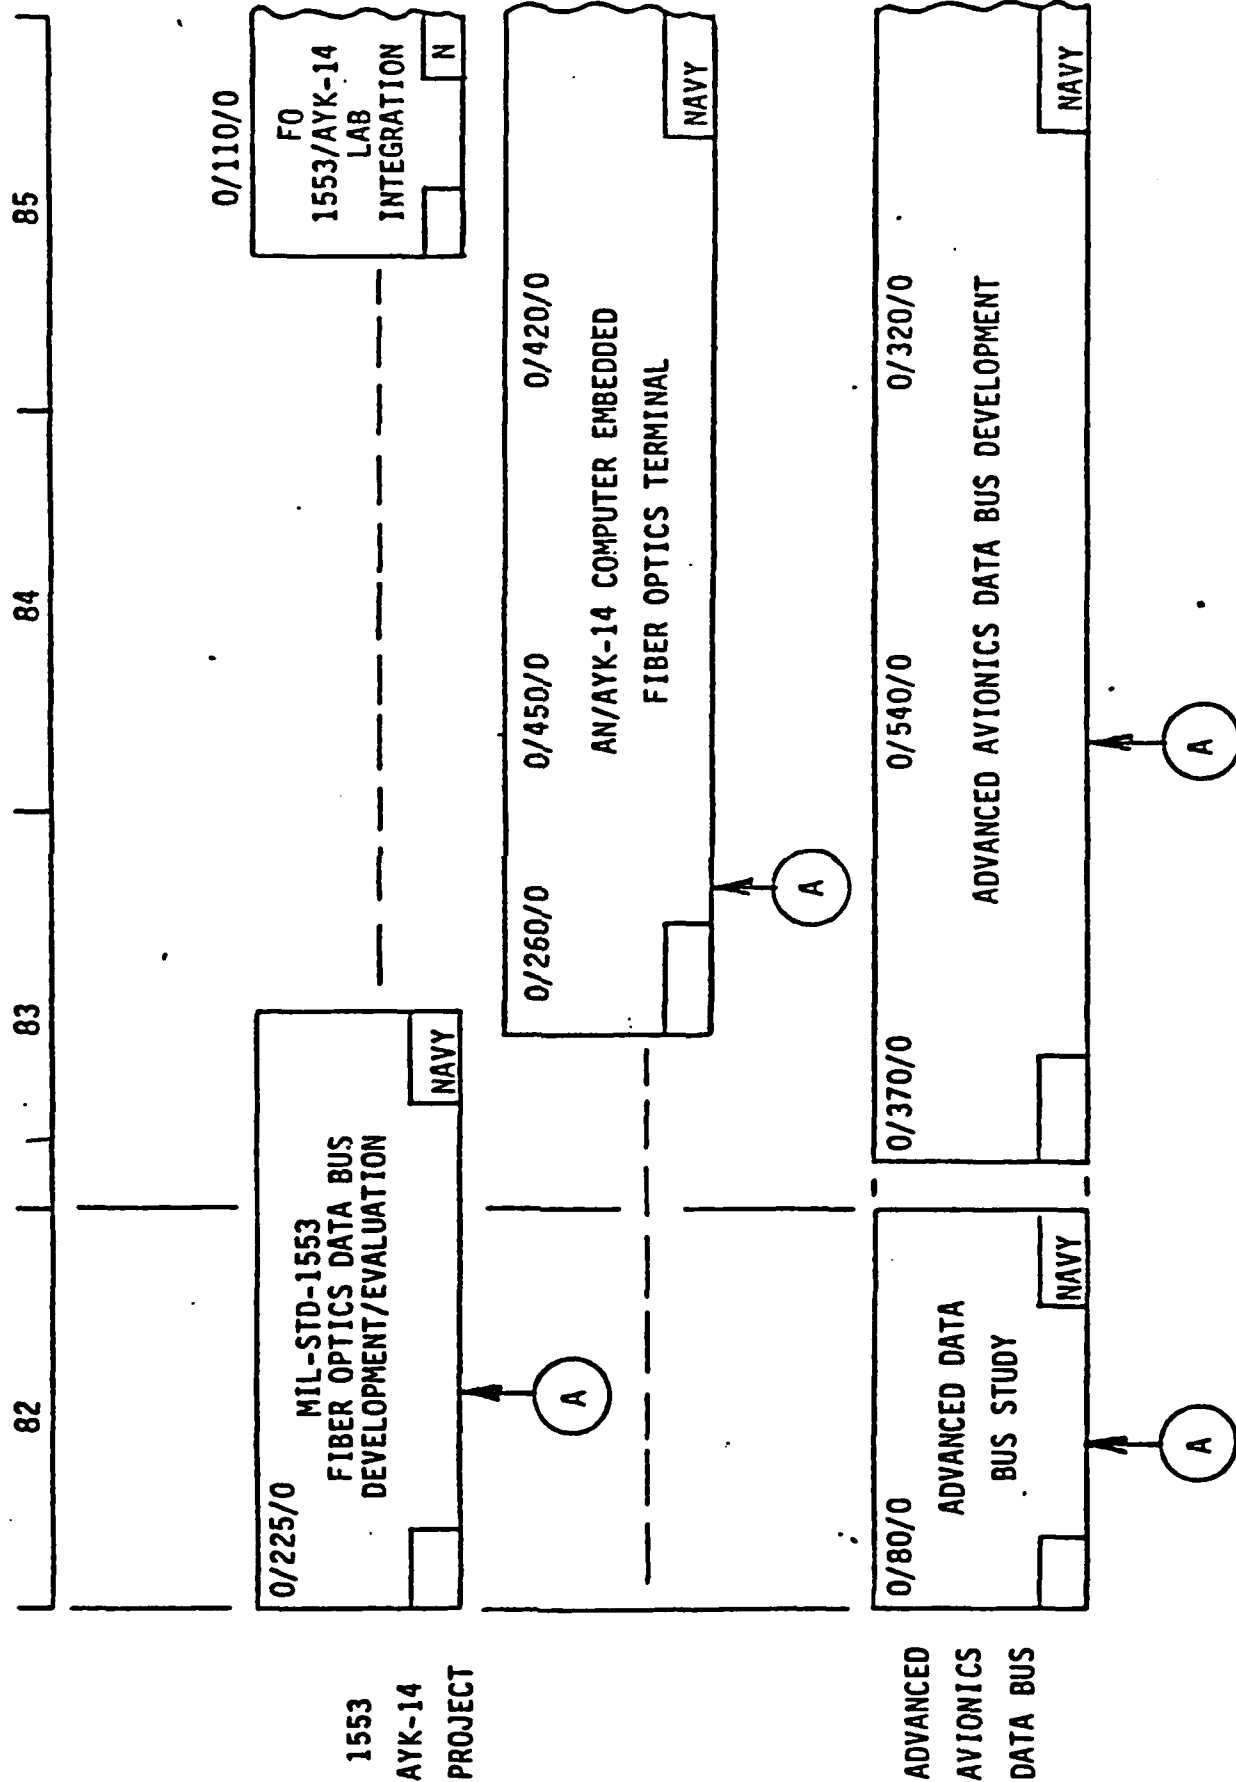 82
83
84
85
1553
AYK-14
PROJECT
0/225/0
MIL-STD-1553
FIBER OPTICS DATA BUS
DEVELOPMENT/EVALUATION
NAVY
A
0/110/0
FO
1553/AYK-14
LAB
INTEGRATION
N
0/260/0
0/450/0
0/420/0
AN/AYK-14 COMPUTER EMBEDDED
FIBER OPTICS TERMINAL
NAVY
A
ADVANCED
AVIONICS
DATA BUS
0/80/0
ADVANCED DATA
BUS STUDY
NAVY
A
0/370/0
0/540/0
0/320/0
ADVANCED AVIONICS DATA BUS DEVELOPMENT
NAVY
A